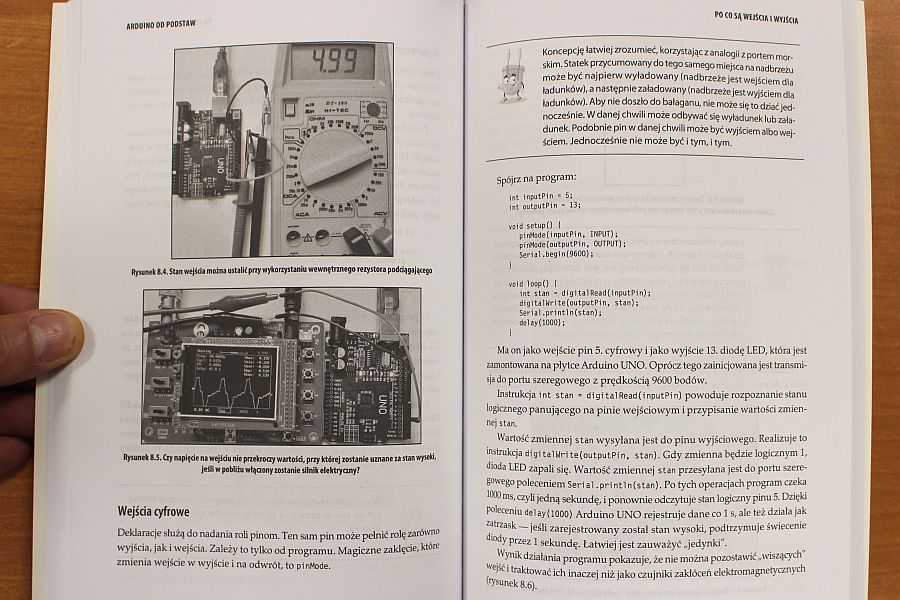 ARDUINO OD PODSTAW
4.99
DT-380
HI-TEC
OHM
DCV
DCA
ACA
ACV
UNO
Rysunek 8.4. Stan wejścia można ustalić przy wykorzystaniu wewnętrznego rezystora podciągającego
UNO
Rysunek 8.5. Czy napięcie na wejściu nie przekroczy wartości, przy której zostanie uznane za stan wysoki,
jeśli w pobliżu włączony zostanie silnik elektryczny?
Wejścia cyfrowe
Deklaracje służą do nadania roli pinom. Ten sam pin może pełnić rolę zarówno
wyjścia, jak i wejścia. Zależy to tylko od programu. Magiczne zaklęcie, które
zmienia wejście w wyjście i na odwrót, to pinMode.
PO CO SĄ WEJŚCIA I WYJŚCIA
Koncepcję łatwiej zrozumieć, korzystając z analogii z portem mor-
skim. Statek przycumowany do tego samego miejsca na nadbrzeżu
może być najpierw wyładowany (nadbrzeże jest wejściem dla
ładunków), a następnie załadowany (nadbrzeże jest wyjściem dla
ładunków). Aby nie doszło do bałaganu, nie może się to dziać jed-
nocześnie. W danej chwili może odbywać się wyładunek lub zała-
dunek. Podobnie pin w danej chwili może być wyjściem albo wej-
ściem. Jednocześnie nie może być i tym, i tym.
Spójrz na program:
int inputPin = 5;
int outputPin = 13;
void setup() {
pinMode(inputPin, INPUT);
pinMode(outputPin, OUTPUT);
Serial.begin(9600);
}
void loop() {
int stan = digitalRead(inputPin);
digitalWrite(outputPin, stan);
Serial.println(stan);
delay(1000);
}
Ma on jako wejście pin 5. cyfrowy i jako wyjście 13. diodę LED, która jest
zamontowana na płytce Arduino UNO. Oprócz tego zainicjowana jest transmi-
sja do portu szeregowego z prędkością 9600 bodów.
Instrukcja int stan = digitalRead(inputPin) powoduje rozpoznanie stanu
logicznego panującego na pinie wejściowym i przypisanie wartości zmien-
nej stan.
Wartość zmiennej stan wysyłana jest do pinu wyjściowego. Realizuje to
instrukcja digitalWrite(outputPin, stan). Gdy zmienna będzie logicznym 1,
dioda LED zapali się. Wartość zmiennej stan przesyłana jest do portu szere-
gowego poleceniem Serial.println(stan). Po tych operacjach program czeka
1000 ms, czyli jedną sekundę, i ponownie odczytuje stan logiczny pinu 5. Dzięki
poleceniu delay(1000) Arduino UNO rejestruje dane co 1 s, ale też działa jak
zatrzask — jeśli zarejestrowany został stan wysoki, podtrzymuje świecenie
diody przez 1 sekundę. Łatwiej jest zauważyć „jedynki”.
Wynik działania programu pokazuje, że nie można pozostawić „wiszących”
wejść i traktować ich inaczej niż jako czujniki zakłóceń elektromagnetycznych
(rysunek 8.6).